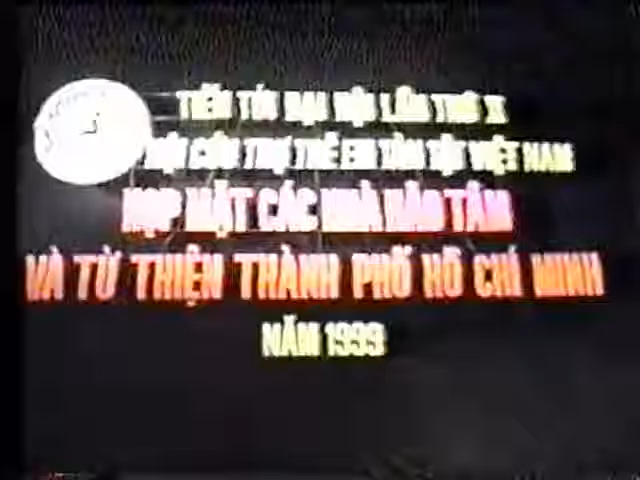 TIẾN TỚI ĐẠI HỘI LẦN THỨ X
HỘI CỨU TRỢ TRẺ EM TÀN TẬT VIỆT NAM
HỌP MẶT CÁC NHÀ HẢO TÂM
VÀ TỪ THIỆN THÀNH PHỐ HỒ CHÍ MINH
NĂM 1999